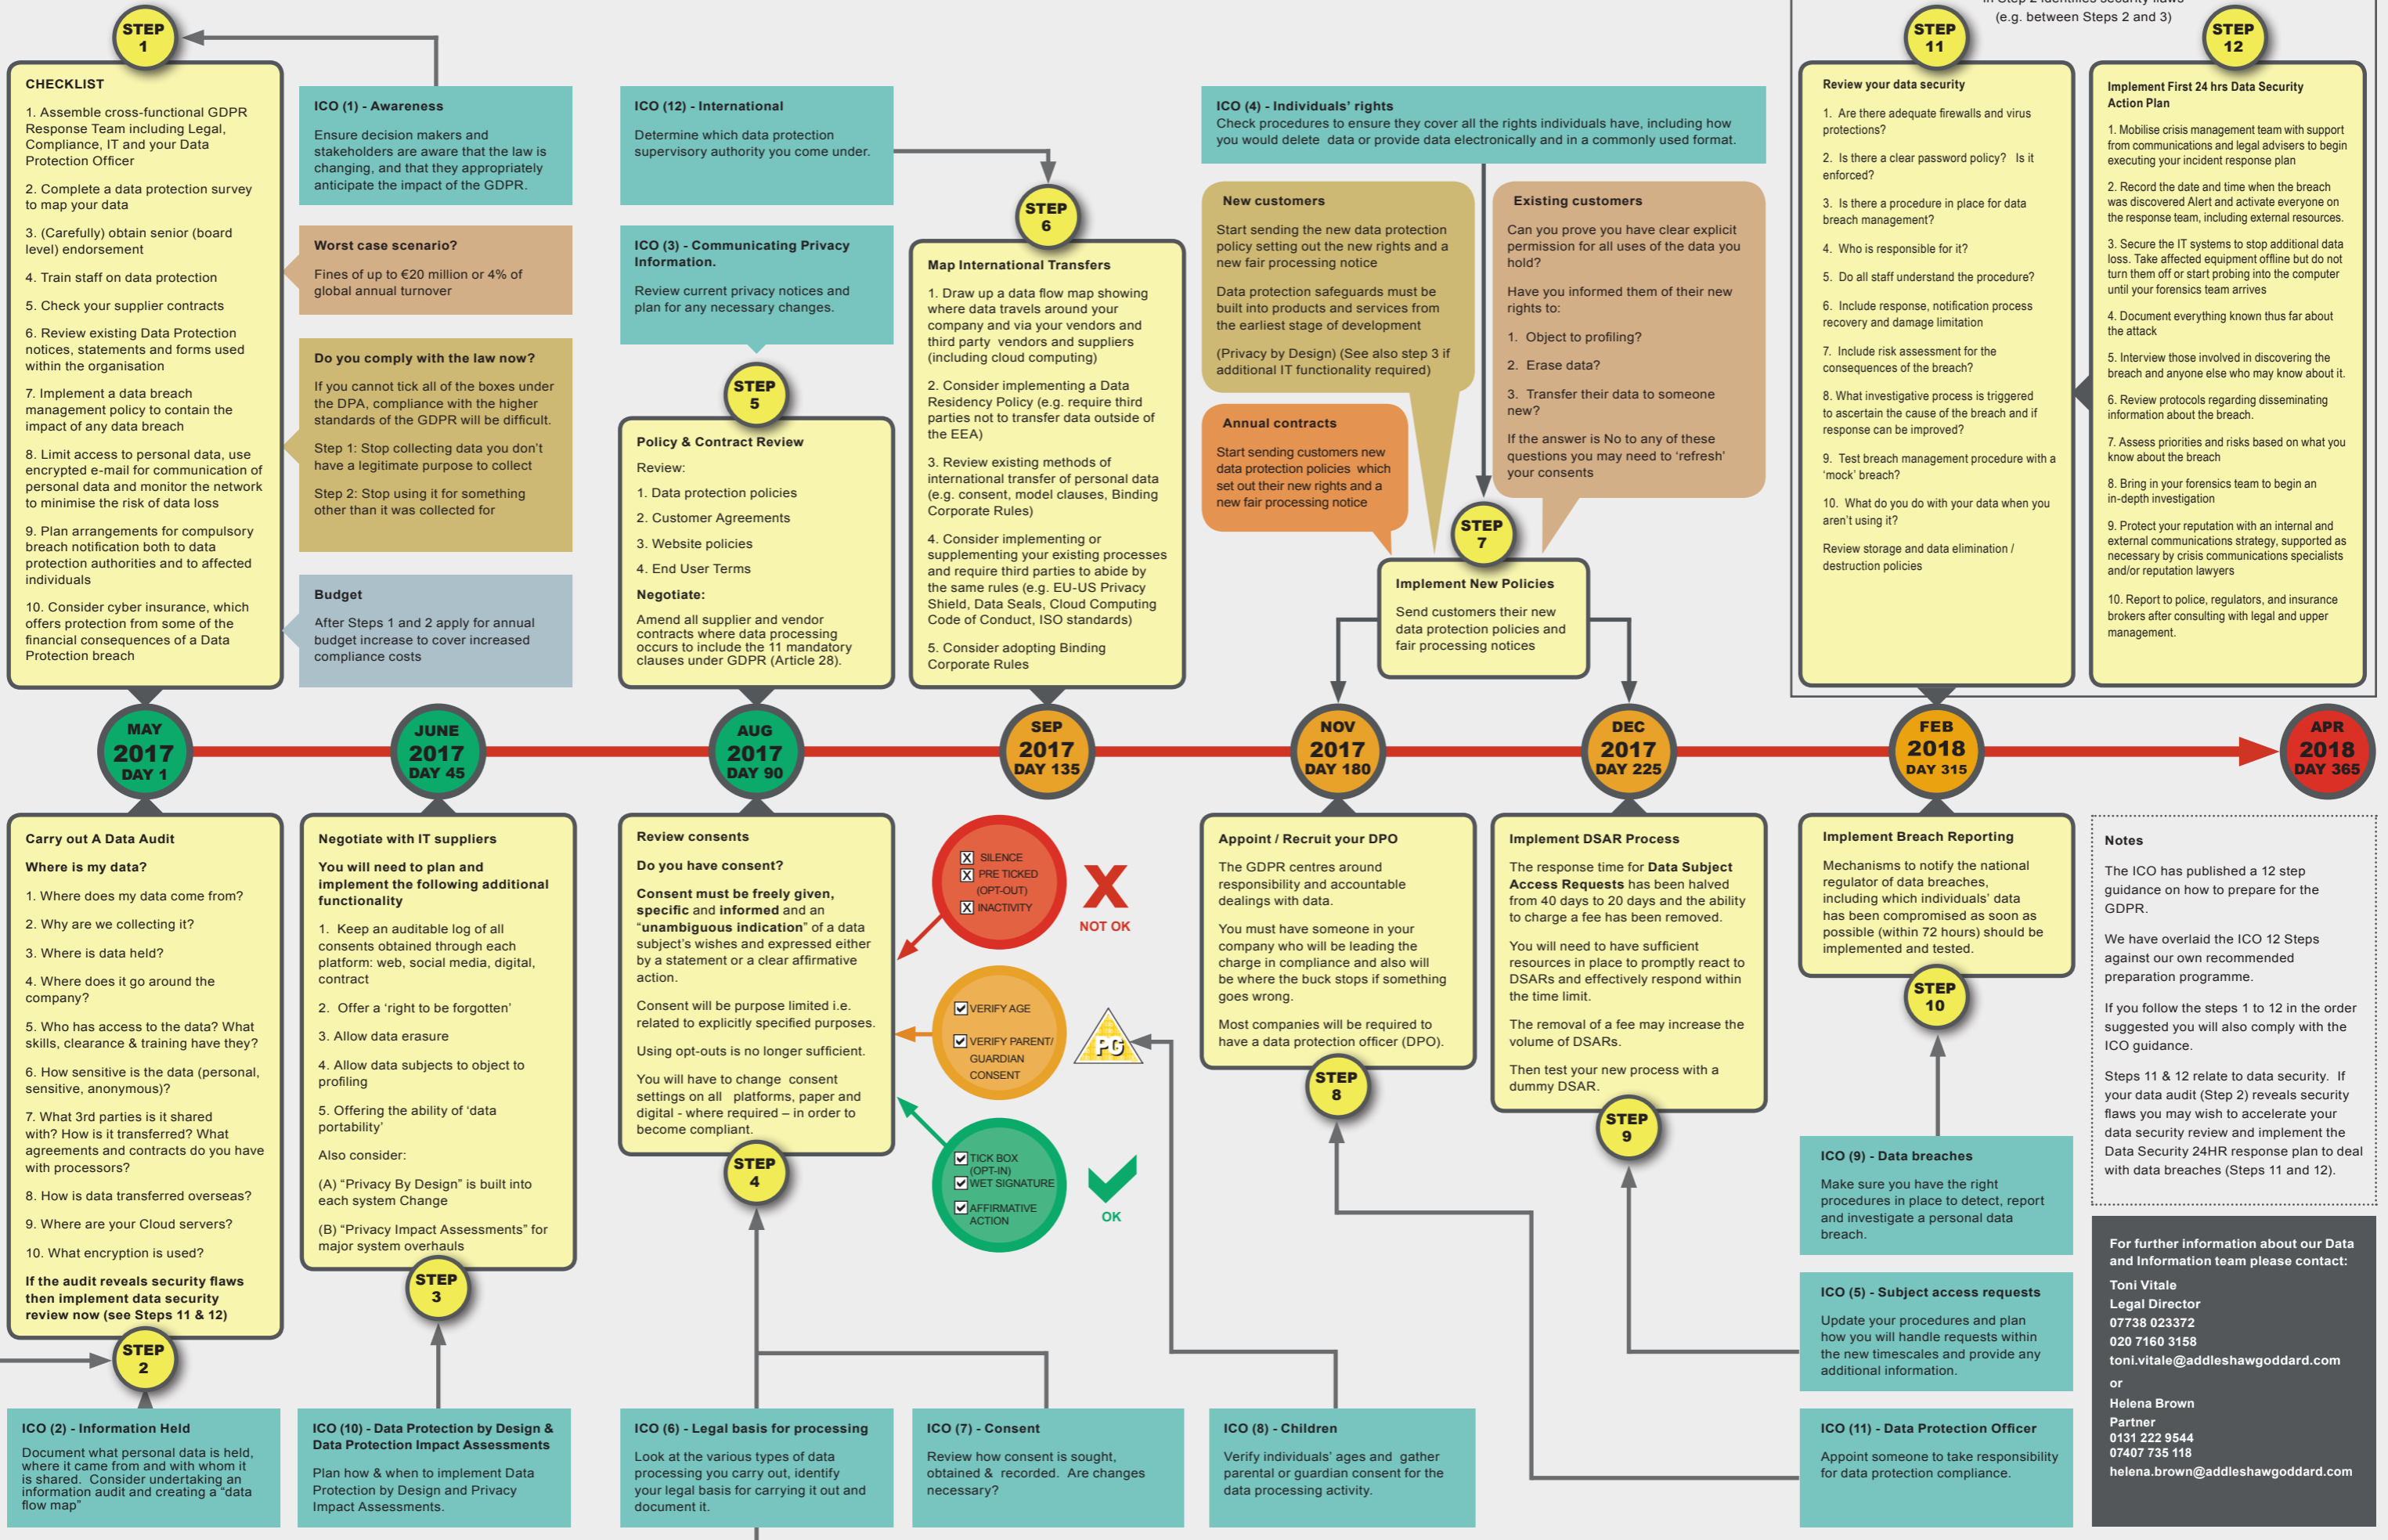 STEP
1
CHECKLIST
1. Assemble cross-functional GDPR
Response Team including Legal,
Compliance, IT and your Data
Protection Officer
2. Complete a data protection survey
to map your data
3. (Carefully) obtain senior (board
level) endorsement
4. Train staff on data protection
5. Check your supplier contracts
6. Review existing Data Protection
notices, statements and forms used
within the organisation
7. Implement a data breach
management policy to contain the
impact of any data breach
8. Limit access to personal data, use
encrypted e-mail for communication of
personal data and monitor the network
to minimise the risk of data loss
9. Plan arrangements for compulsory
breach notification both to data
protection authorities and to affected
individuals
10. Consider cyber insurance, which
offers protection from some of the
financial consequences of a Data
Protection breach
ICO (1) - Awareness
Ensure decision makers and
stakeholders are aware that the law is
changing, and that they appropriately
anticipate the impact of the GDPR.
Worst case scenario?
Fines of up to €20 million or 4% of
global annual turnover
Do you comply with the law now?
If you cannot tick all of the boxes under
the DPA, compliance with the higher
standards of the GDPR will be difficult.
Step 1: Stop collecting data you don’t
have a legitimate purpose to collect
Step 2: Stop using it for something
other than it was collected for
Budget
After Steps 1 and 2 apply for annual
budget increase to cover increased
compliance costs
ICO (12) - International
Determine which data protection
supervisory authority you come under.
ICO (3) - Communicating Privacy
Information.
Review current privacy notices and
plan for any necessary changes.
STEP
5
Policy & Contract Review
Review:
1. Data protection policies
2. Customer Agreements
3. Website policies
4. End User Terms
Negotiate:
Amend all supplier and vendor
contracts where data processing
occurs to include the 11 mandatory
clauses under GDPR (Article 28).
STEP
6
Map International Transfers
1. Draw up a data flow map showing
where data travels around your
company and via your vendors and
third party vendors and suppliers
(including cloud computing)
2. Consider implementing a Data
Residency Policy (e.g. require third
parties not to transfer data outside of
the EEA)
3. Review existing methods of
international transfer of personal data
(e.g. consent, model clauses, Binding
Corporate Rules)
4. Consider implementing or
supplementing your existing processes
and require third parties to abide by
the same rules (e.g. EU-US Privacy
Shield, Data Seals, Cloud Computing
Code of Conduct, ISO standards)
5. Consider adopting Binding
Corporate Rules
ICO (4) - Individuals’ rights
Check procedures to ensure they cover all the rights individuals have, including how
you would delete data or provide data electronically and in a commonly used format.
New customers
Start sending the new data protection
policy setting out the new rights and a
new fair processing notice
Data protection safeguards must be
built into products and services from
the earliest stage of development
(Privacy by Design) (See also step 3 if
additional IT functionality required)
Annual contracts
Start sending customers new
data protection policies which
set out their new rights and a
new fair processing notice
Existing customers
Can you prove you have clear explicit
permission for all uses of the data you
hold?
Have you informed them of their new
rights to:
1. Object to profiling?
2. Erase data?
3. Transfer their data to someone
new?
If the answer is No to any of these
questions you may need to ‘refresh’
your consents
STEP
7
Implement New Policies
Send customers their new
data protection policies and
fair processing notices
in Step 2 identifies security flaws
(e.g. between Steps 2 and 3)
STEP
11
Review your data security
1. Are there adequate firewalls and virus
protections?
2. Is there a clear password policy? Is it
enforced?
3. Is there a procedure in place for data
breach management?
4. Who is responsible for it?
5. Do all staff understand the procedure?
6. Include response, notification process
recovery and damage limitation
7. Include risk assessment for the
consequences of the breach?
8. What investigative process is triggered
to ascertain the cause of the breach and if
response can be improved?
9. Test breach management procedure with a
‘mock’ breach?
10. What do you do with your data when you
aren’t using it?
Review storage and data elimination /
destruction policies
STEP
12
Implement First 24 hrs Data Security
Action Plan
1. Mobilise crisis management team with support
from communications and legal advisers to begin
executing your incident response plan
2. Record the date and time when the breach
was discovered Alert and activate everyone on
the response team, including external resources.
3. Secure the IT systems to stop additional data
loss. Take affected equipment offline but do not
turn them off or start probing into the computer
until your forensics team arrives
4. Document everything known thus far about
the attack
5. Interview those involved in discovering the
breach and anyone else who may know about it.
6. Review protocols regarding disseminating
information about the breach.
7. Assess priorities and risks based on what you
know about the breach
8. Bring in your forensics team to begin an
in-depth investigation
9. Protect your reputation with an internal and
external communications strategy, supported as
necessary by crisis communications specialists
and/or reputation lawyers
10. Report to police, regulators, and insurance
brokers after consulting with legal and upper
management.
MAY
2017
DAY 1
JUNE
2017
DAY 45
AUG
2017
DAY 90
SEP
2017
DAY 135
NOV
2017
DAY 180
DEC
2017
DAY 225
FEB
2018
DAY 315
APR
2018
DAY 365
Carry out A Data Audit
Where is my data?
1. Where does my data come from?
2. Why are we collecting it?
3. Where is data held?
4. Where does it go around the
company?
5. Who has access to the data? What
skills, clearance & training have they?
6. How sensitive is the data (personal,
sensitive, anonymous)?
7. What 3rd parties is it shared
with? How is it transferred? What
agreements and contracts do you have
with processors?
8. How is data transferred overseas?
9. Where are your Cloud servers?
10. What encryption is used?
If the audit reveals security flaws
then implement data security
review now (see Steps 11 & 12)
STEP
2
ICO (2) - Information Held
Document what personal data is held,
where it came from and with whom it
is shared. Consider undertaking an
information audit and creating a “data
flow map”
Negotiate with IT suppliers
You will need to plan and
implement the following additional
functionality
1. Keep an auditable log of all
consents obtained through each
platform: web, social media, digital,
contract
2. Offer a ‘right to be forgotten’
3. Allow data erasure
4. Allow data subjects to object to
profiling
5. Offering the ability of ‘data
portability’
Also consider:
(A) “Privacy By Design” is built into
each system Change
(B) “Privacy Impact Assessments” for
major system overhauls
STEP
3
ICO (10) - Data Protection by Design &
Data Protection Impact Assessments
Plan how & when to implement Data
Protection by Design and Privacy
Impact Assessments.
Review consents
Do you have consent?
Consent must be freely given,
specific and informed and an
“unambiguous indication” of a data
subject’s wishes and expressed either
by a statement or a clear affirmative
action.
Consent will be purpose limited i.e.
related to explicitly specified purposes.
Using opt-outs is no longer sufficient.
You will have to change consent
settings on all platforms, paper and
digital - where required – in order to
become compliant.
STEP
4
X SILENCE
X PRE TICKED
(OPT-OUT)
X INACTIVITY
X
NOT OK
VERIFY AGE
VERIFY PARENT/
GUARDIAN
CONSENT
PG
TICK BOX
(OPT-IN)
WET SIGNATURE
AFFIRMATIVE
ACTION
OK
ICO (6) - Legal basis for processing
Look at the various types of data
processing you carry out, identify
your legal basis for carrying it out and
document it.
ICO (7) - Consent
Review how consent is sought,
obtained & recorded. Are changes
necessary?
ICO (8) - Children
Verify individuals’ ages and gather
parental or guardian consent for the
data processing activity.
Appoint / Recruit your DPO
The GDPR centres around
responsibility and accountable
dealings with data.
You must have someone in your
company who will be leading the
charge in compliance and also will
be where the buck stops if something
goes wrong.
Most companies will be required to
have a data protection officer (DPO).
STEP
8
Implement DSAR Process
The response time for Data Subject
Access Requests has been halved
from 40 days to 20 days and the ability
to charge a fee has been removed.
You will need to have sufficient
resources in place to promptly react to
DSARs and effectively respond within
the time limit.
The removal of a fee may increase the
volume of DSARs.
Then test your new process with a
dummy DSAR.
STEP
9
Implement Breach Reporting
Mechanisms to notify the national
regulator of data breaches,
including which individuals’ data
has been compromised as soon as
possible (within 72 hours) should be
implemented and tested.
STEP
10
ICO (9) - Data breaches
Make sure you have the right
procedures in place to detect, report
and investigate a personal data
breach.
ICO (5) - Subject access requests
Update your procedures and plan
how you will handle requests within
the new timescales and provide any
additional information.
ICO (11) - Data Protection Officer
Appoint someone to take responsibility
for data protection compliance.
Notes
The ICO has published a 12 step
guidance on how to prepare for the
GDPR.
We have overlaid the ICO 12 Steps
against our own recommended
preparation programme.
If you follow the steps 1 to 12 in the order
suggested you will also comply with the
ICO guidance.
Steps 11 & 12 relate to data security. If
your data audit (Step 2) reveals security
flaws you may wish to accelerate your
data security review and implement the
Data Security 24HR response plan to deal
with data breaches (Steps 11 and 12).
For further information about our Data
and Information team please contact:
Toni Vitale
Legal Director
07738 023372
020 7160 3158
toni.vitale@addleshawgoddard.com
or
Helena Brown
Partner
0131 222 9544
07407 735 118
helena.brown@addleshawgoddard.com